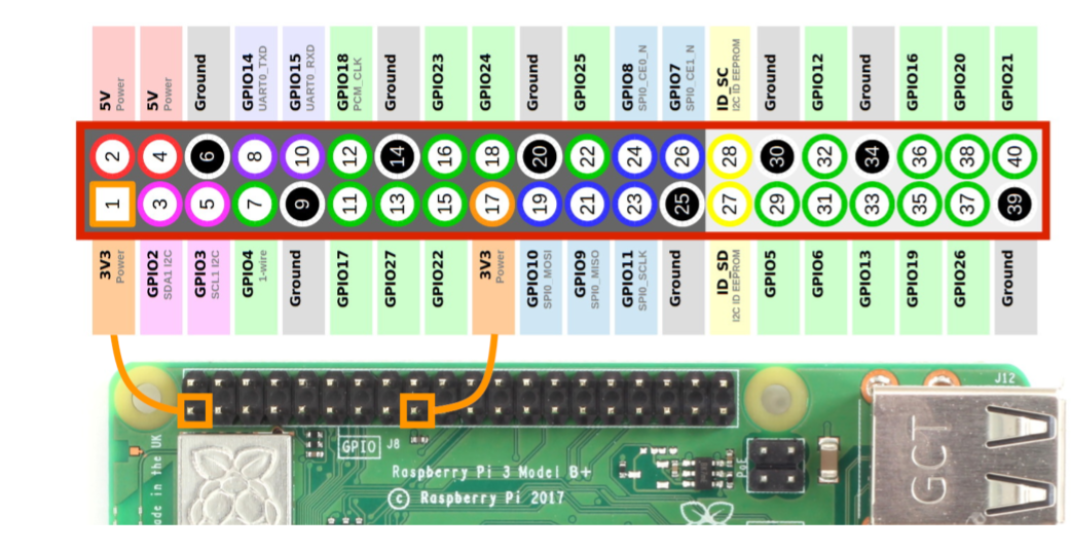 5V
Power
5V
Power
Ground
GPIO14
UART0_TXD
GPIO15
UART0_RXD
GPIO18
PCM_CLK
Ground
GPIO23
GPIO24
Ground
GPIO25
GPIO8
SPI0_CE0_N
GPIO7
SPI0_CE1_N
ID_SC
I2C ID EEPROM
Ground
GPIO12
Ground
GPIO16
GPIO20
GPIO21
2 4 6 8 10 12 14 16 18 20 22 24 26 28 30 32 34 36 38 40
1 3 5 7 9 11 13 15 17 19 21 23 25 27 29 31 33 35 37 39
3V3
Power
GPIO2
SDA1 I2C
GPIO3
SCL1 I2C
GPIO4
1-wire
Ground
GPIO17
GPIO27
GPIO22
3V3
Power
GPIO10
SPI0_MOSI
GPIO9
SPI0_MISO
GPIO11
SPI0_SCLK
Ground
ID_SD
I2C ID EEPROM
GPIO5
GPIO6
GPIO13
GPIO19
GPIO26
Ground
J12
GPIO J8
Raspberry Pi 3 Model B+
© Raspberry Pi 2017
ade in the UK
PoE
GCT